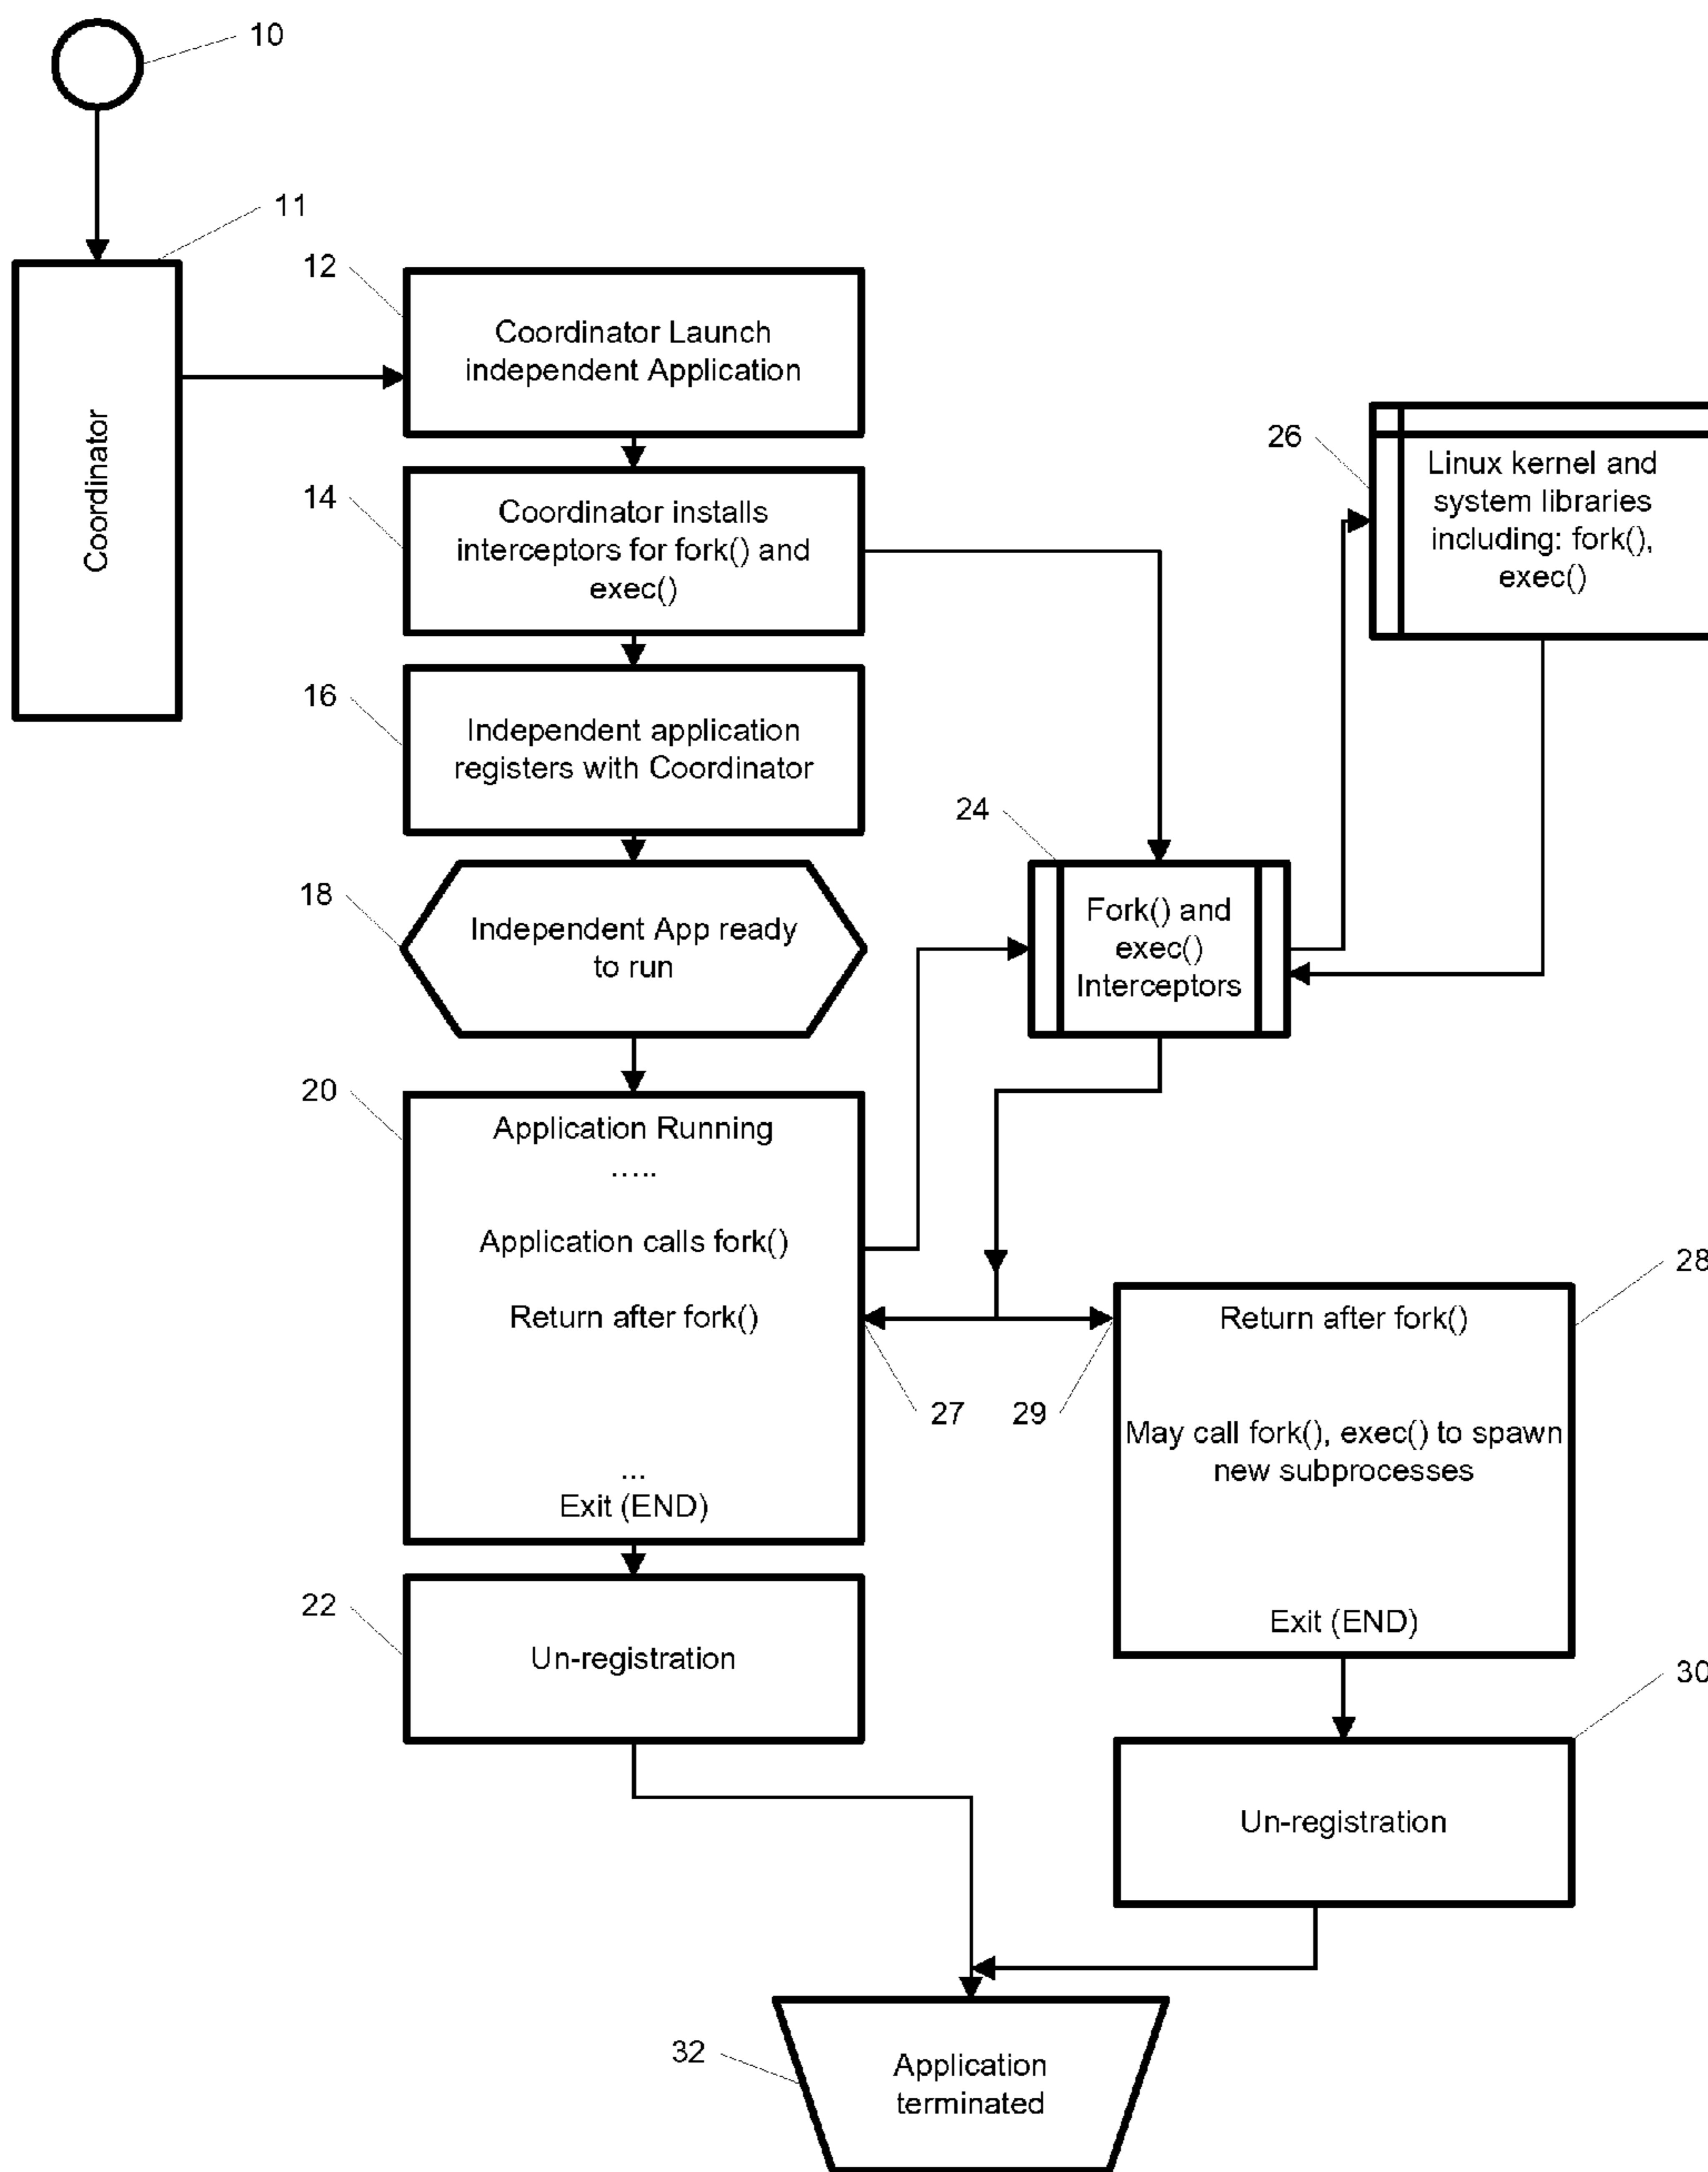 10
11
Coordinator
12
Coordinator Launch
independent Application
14
Coordinator installs
interceptors for fork() and
exec()
16
Independent application
registers with Coordinator
18
Independent App ready
to run
20
Application Running
.....
Application calls fork()
Return after fork()
...
Exit (END)
22
Un-registration
24
Fork() and
exec()
Interceptors
26
Linux kernel and
system libraries
including: fork(),
exec()
27
29
28
Return after fork()
May call fork(), exec() to spawn
new subprocesses
Exit (END)
30
Un-registration
32
Application
terminated